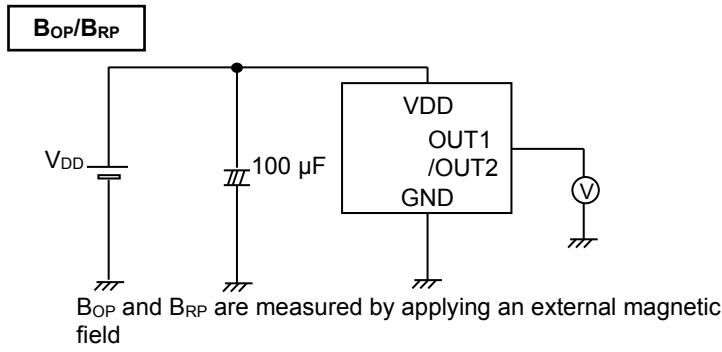 BOP/BRP
VDD
OUT1
/OUT2
GND
VDD
100 µF
V
BOP and BRP are measured by applying an external magnetic
field